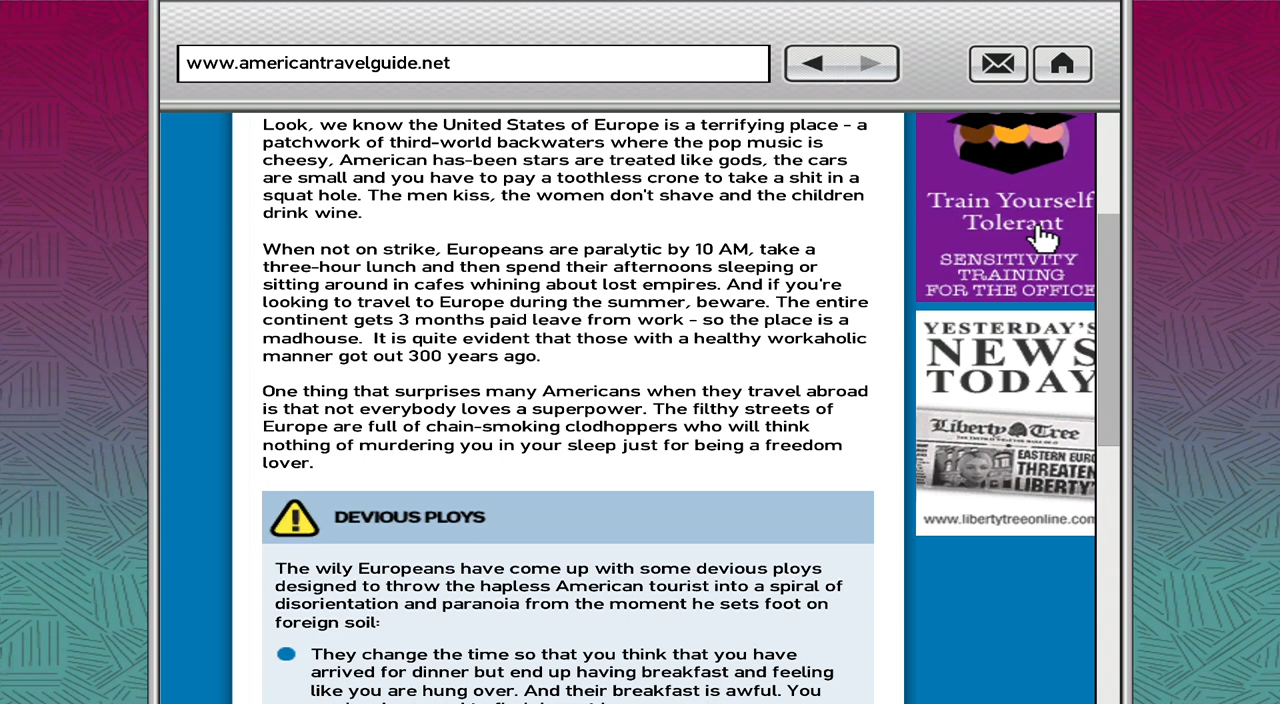 www.americantravelguide.net
Look, we know the United States of Europe is a terrifying place - a
patchwork of third-world backwaters where the pop music is
cheesy, American has-been stars are treated like gods, the cars
are small and you have to pay a toothless crone to take a shit in a
squat hole. The men kiss, the women don't shave and the children
drink wine.
When not on strike, Europeans are paralytic by 10 AM, take a
three-hour lunch and then spend their afternoons sleeping or
sitting around in cafes whining about lost empires. And if you're
looking to travel to Europe during the summer, beware. The entire
continent gets 3 months paid leave from work - so the place is a
madhouse.  It is quite evident that those with a healthy workaholic
manner got out 300 years ago.
One thing that surprises many Americans when they travel abroad
is that not everybody loves a superpower. The filthy streets of
Europe are full of chain-smoking clodhoppers who will think
nothing of murdering you in your sleep just for being a freedom
lover.
DEVIOUS PLOYS
The wily Europeans have come up with some devious ploys
designed to throw the hapless American tourist into a spiral of
disorientation and paranoia from the moment he sets foot on
foreign soil:
They change the time so that you think that you have
arrived for dinner but end up having breakfast and feeling
like you are hung over. And their breakfast is awful. You
Train Yourself
Tolerant
SENSITIVITY
TRAINING
FOR THE OFFICE
YESTERDAY'S
NEWS
TODAY
Liberty Tree
EASTERN EURO
THREATEN
LIBERTY
www.libertytreeonline.com